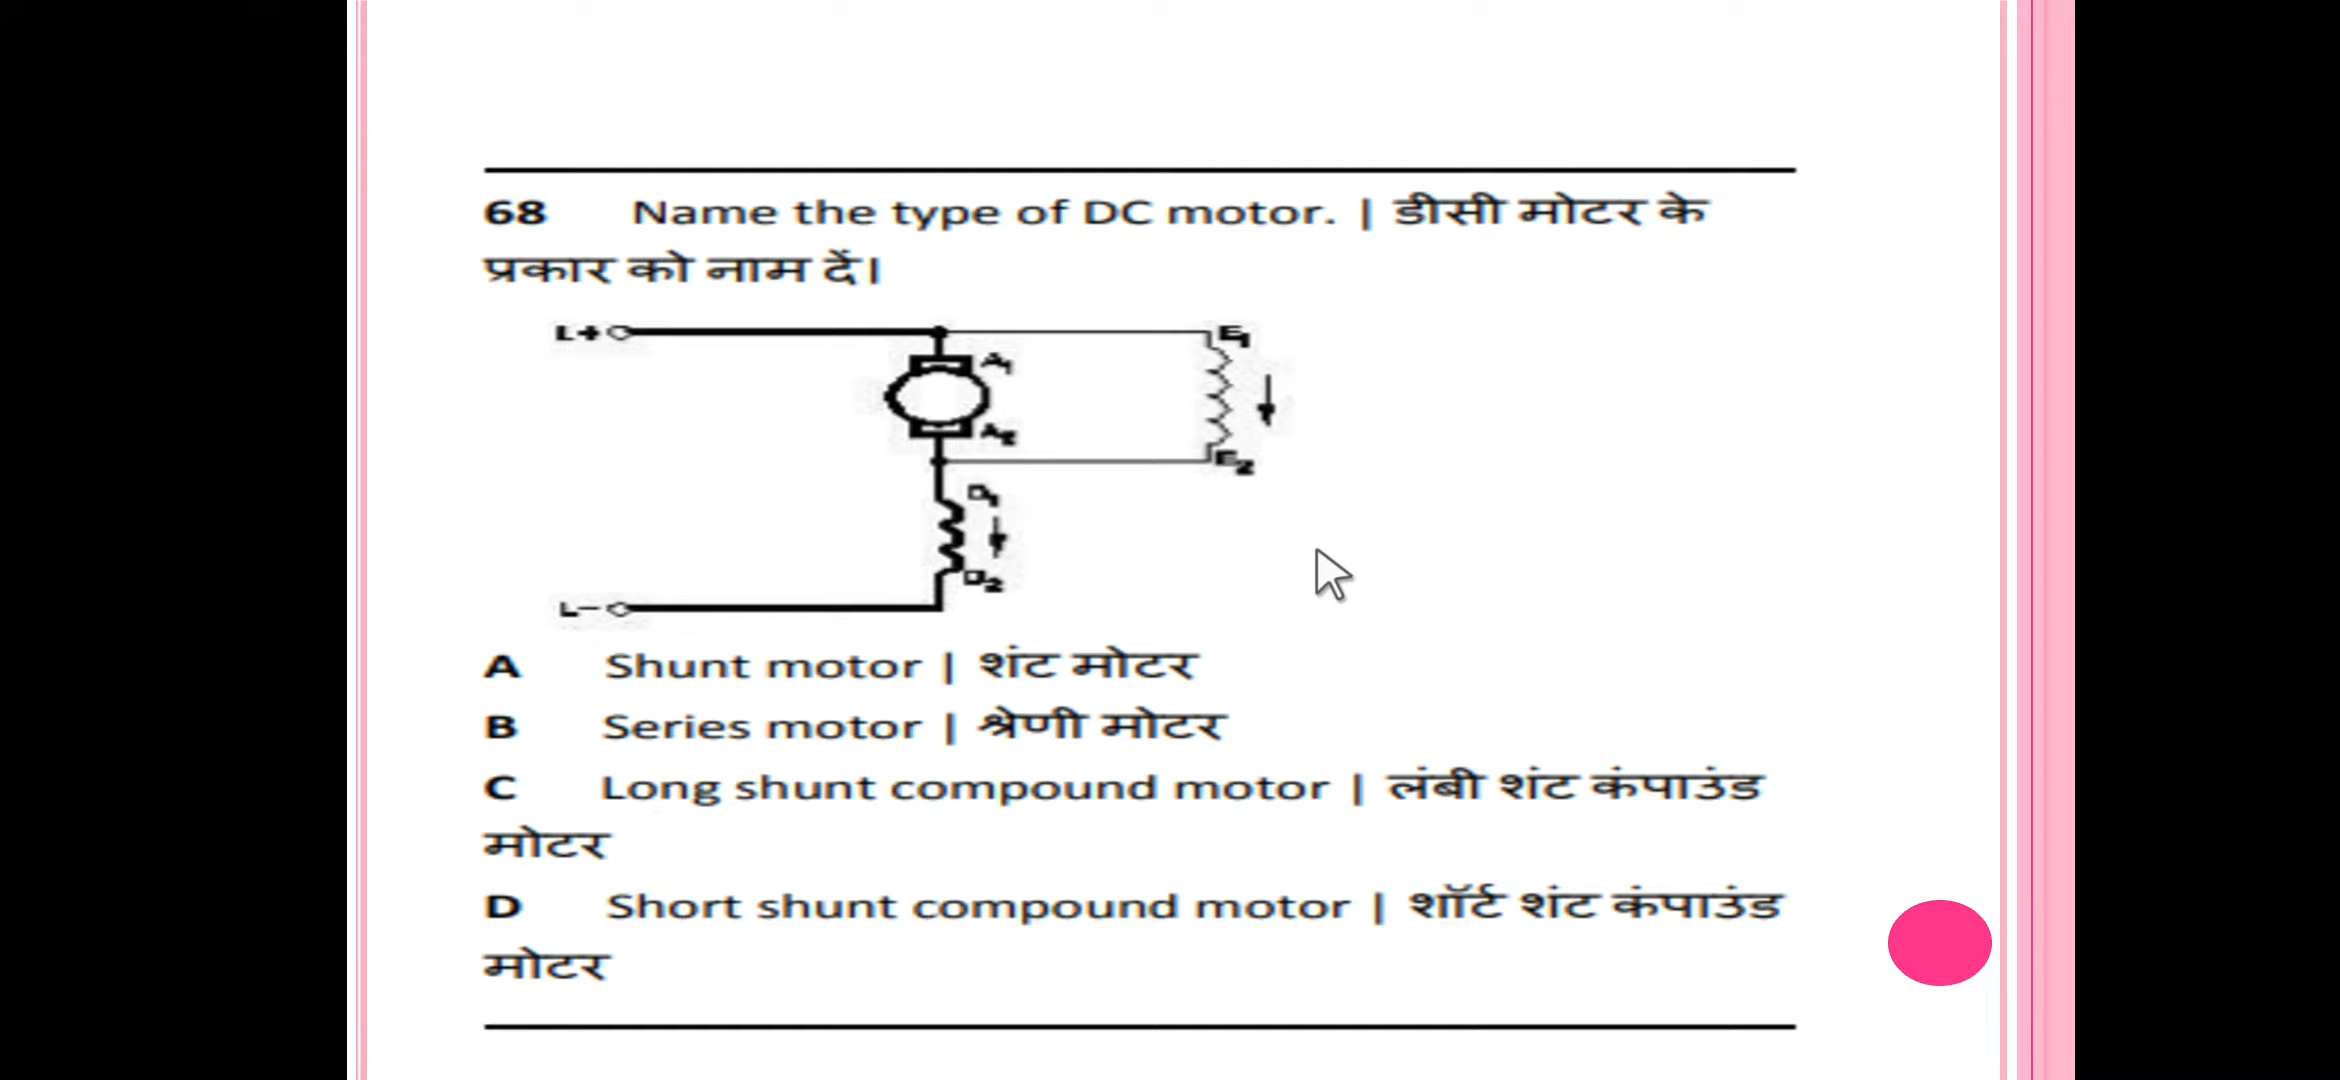 68 Name the type of DC motor. | डीसी मोटर के
प्रकार को नाम दें।
L+
E1
A1
A2
E2
D1
D2
L−
A Shunt motor | शंट मोटर
B Series motor | श्रेणी मोटर
C Long shunt compound motor | लंबी शंट कंपाउंड
मोटर
D Short shunt compound motor | शॉर्ट शंट कंपाउंड
मोटर